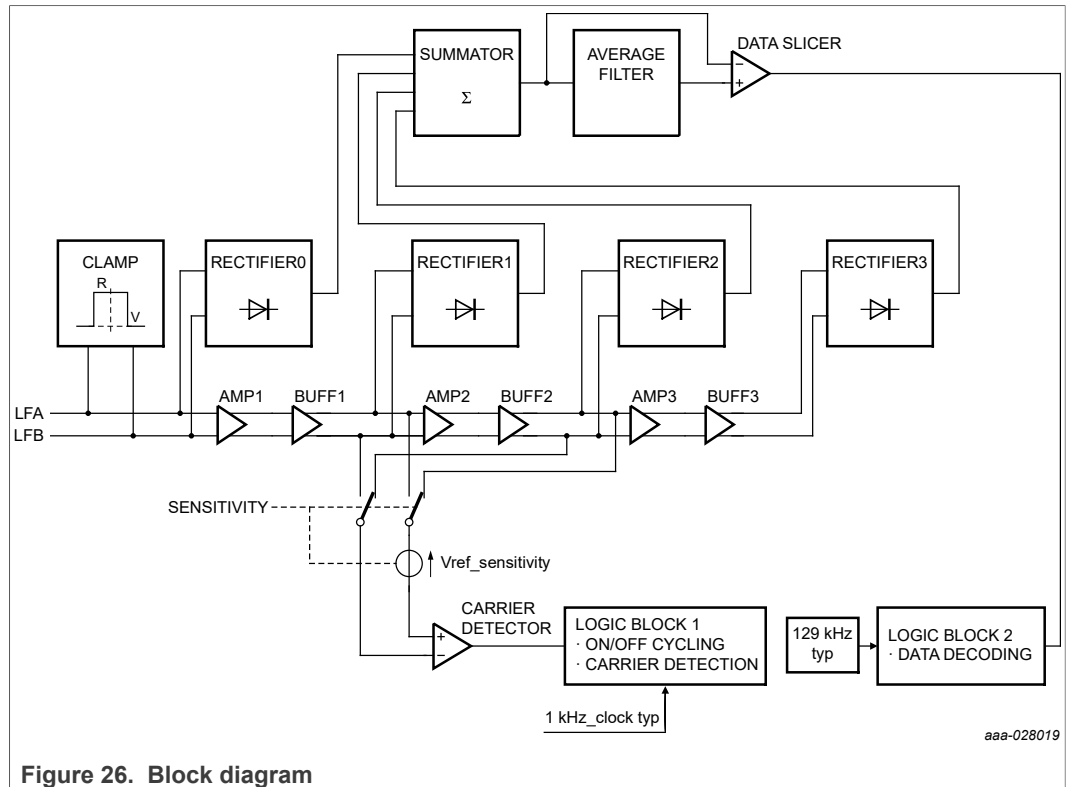 SUMMATOR
Σ
AVERAGE
FILTER
DATA SLICER
−
+
CLAMP
R
V
RECTIFIER0
RECTIFIER1
RECTIFIER2
RECTIFIER3
AMP1
BUFF1
AMP2
BUFF2
AMP3
BUFF3
LFA
LFB
SENSITIVITY
Vref_sensitivity
CARRIER
DETECTOR
+
−
LOGIC BLOCK 1
· ON/OFF CYCLING
· CARRIER DETECTION
129 kHz
typ
LOGIC BLOCK 2
· DATA DECODING
1 kHz_clock typ
aaa-028019
Figure 26. Block diagram